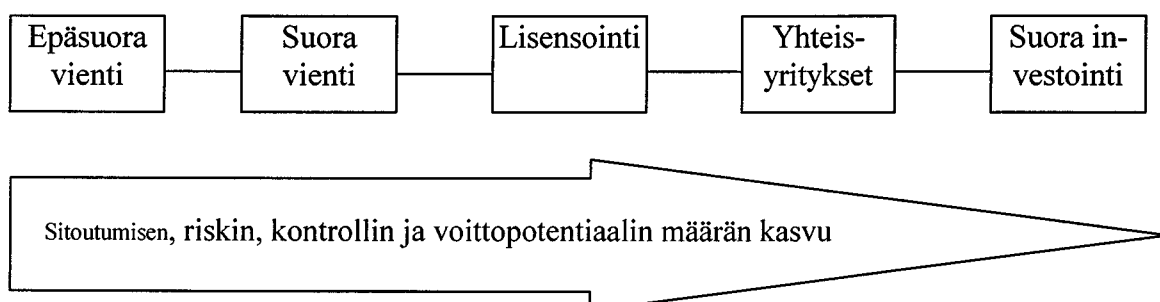 Epäsuora
vienti
Suora
vienti
Lisensointi
Yhteis-
yritykset
Suora in-
vestointi
Sitoutumisen, riskin, kontrollin ja voittopotentiaalin määrän kasvu